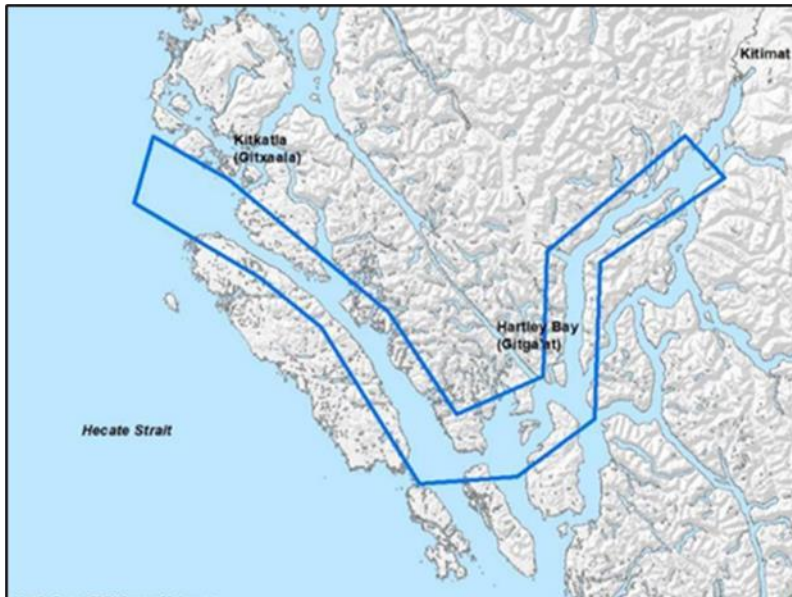 Kitimat
Kitkatla
(Gitxaala)
Hartley Bay
(Gitga'at)
Hecate Strait